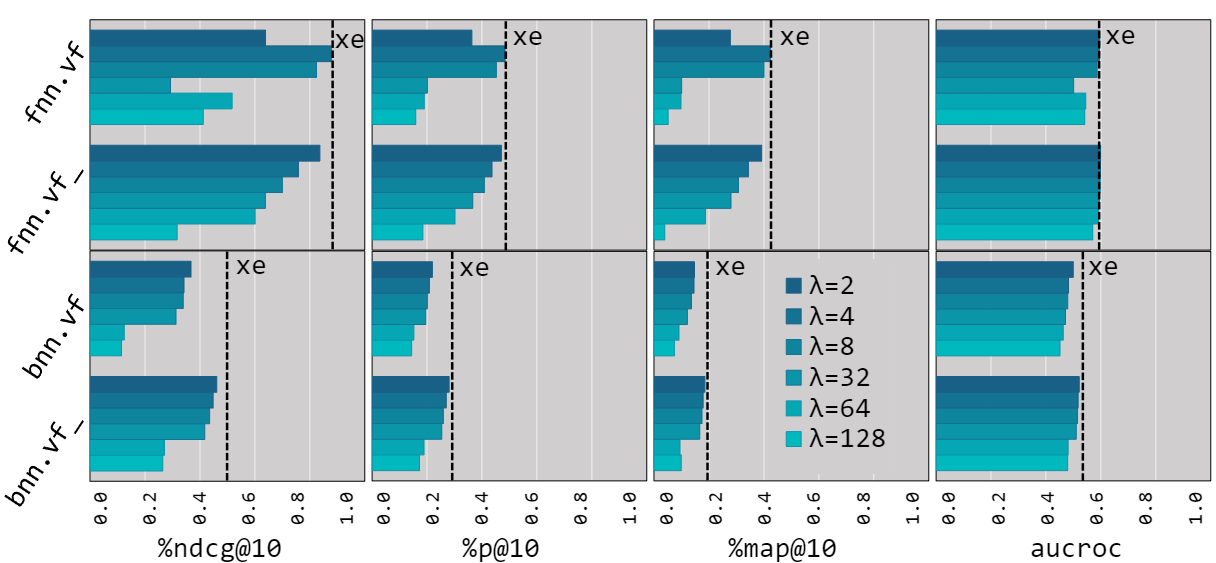 fnn.vf
fnn.vf_
bnn.vf
bnn.vf_
xe
xe
xe
xe
xe
xe
xe
xe
λ=2
λ=4
λ=8
λ=32
λ=64
λ=128
0.0 0.2 0.4 0.6 0.8 1.0
0.0 0.2 0.4 0.6 0.8 1.0
0.0 0.2 0.4 0.6 0.8 1.0
0.0 0.2 0.4 0.6 0.8 1.0
%ndcg@10
%p@10
%map@10
aucroc